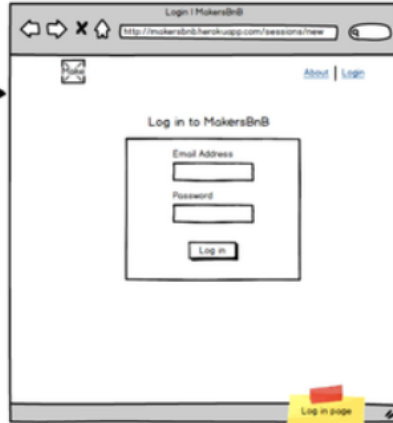 Login | MakersBnB
http://makersbnb.herokuapp.com/sessions/new
Make
About | Login
Log in to MakersBnB
Email Address
Password
Log in
Log in page